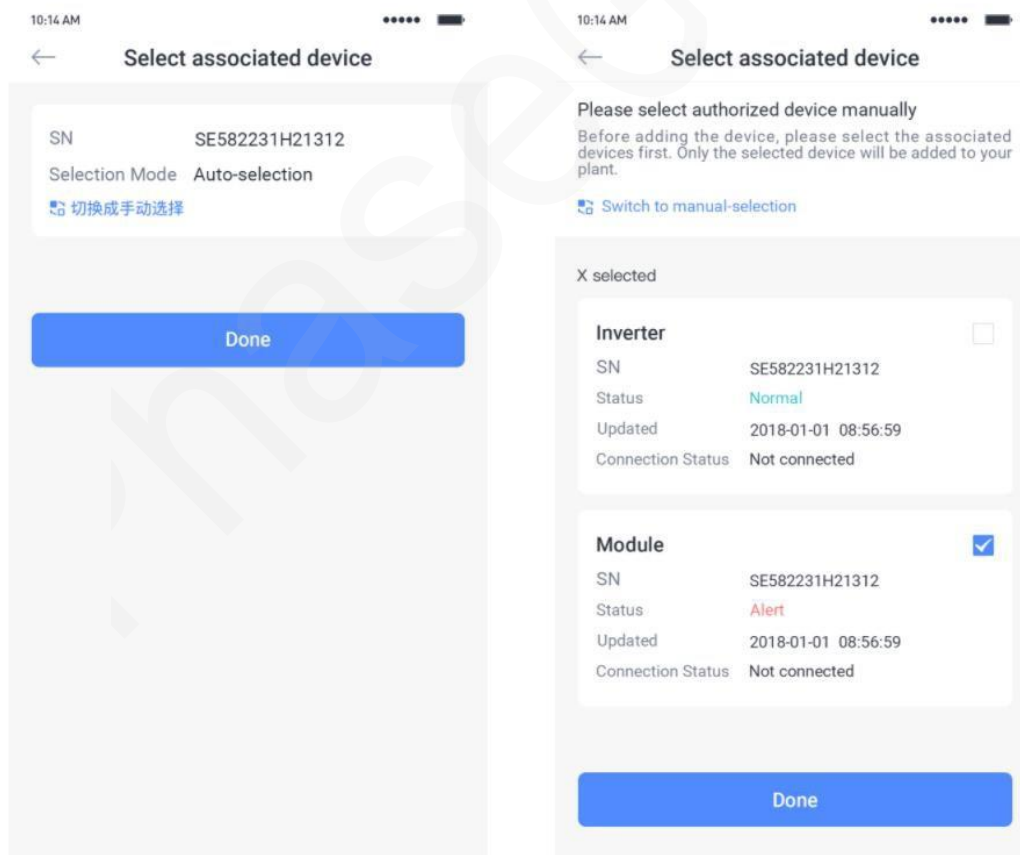 10:14 AM
Select associated device
SN SE582231H21312
Selection Mode Auto-selection
切换成手动选择
Done
10:14 AM
Select associated device
Please select authorized device manually
Before adding the device, please select the associated
devices first. Only the selected device will be added to your
plant.
Switch to manual-selection
X selected
Inverter
SN SE582231H21312
Status Normal
Updated 2018-01-01 08:56:59
Connection Status Not connected
Module
SN SE582231H21312
Status Alert
Updated 2018-01-01 08:56:59
Connection Status Not connected
Done